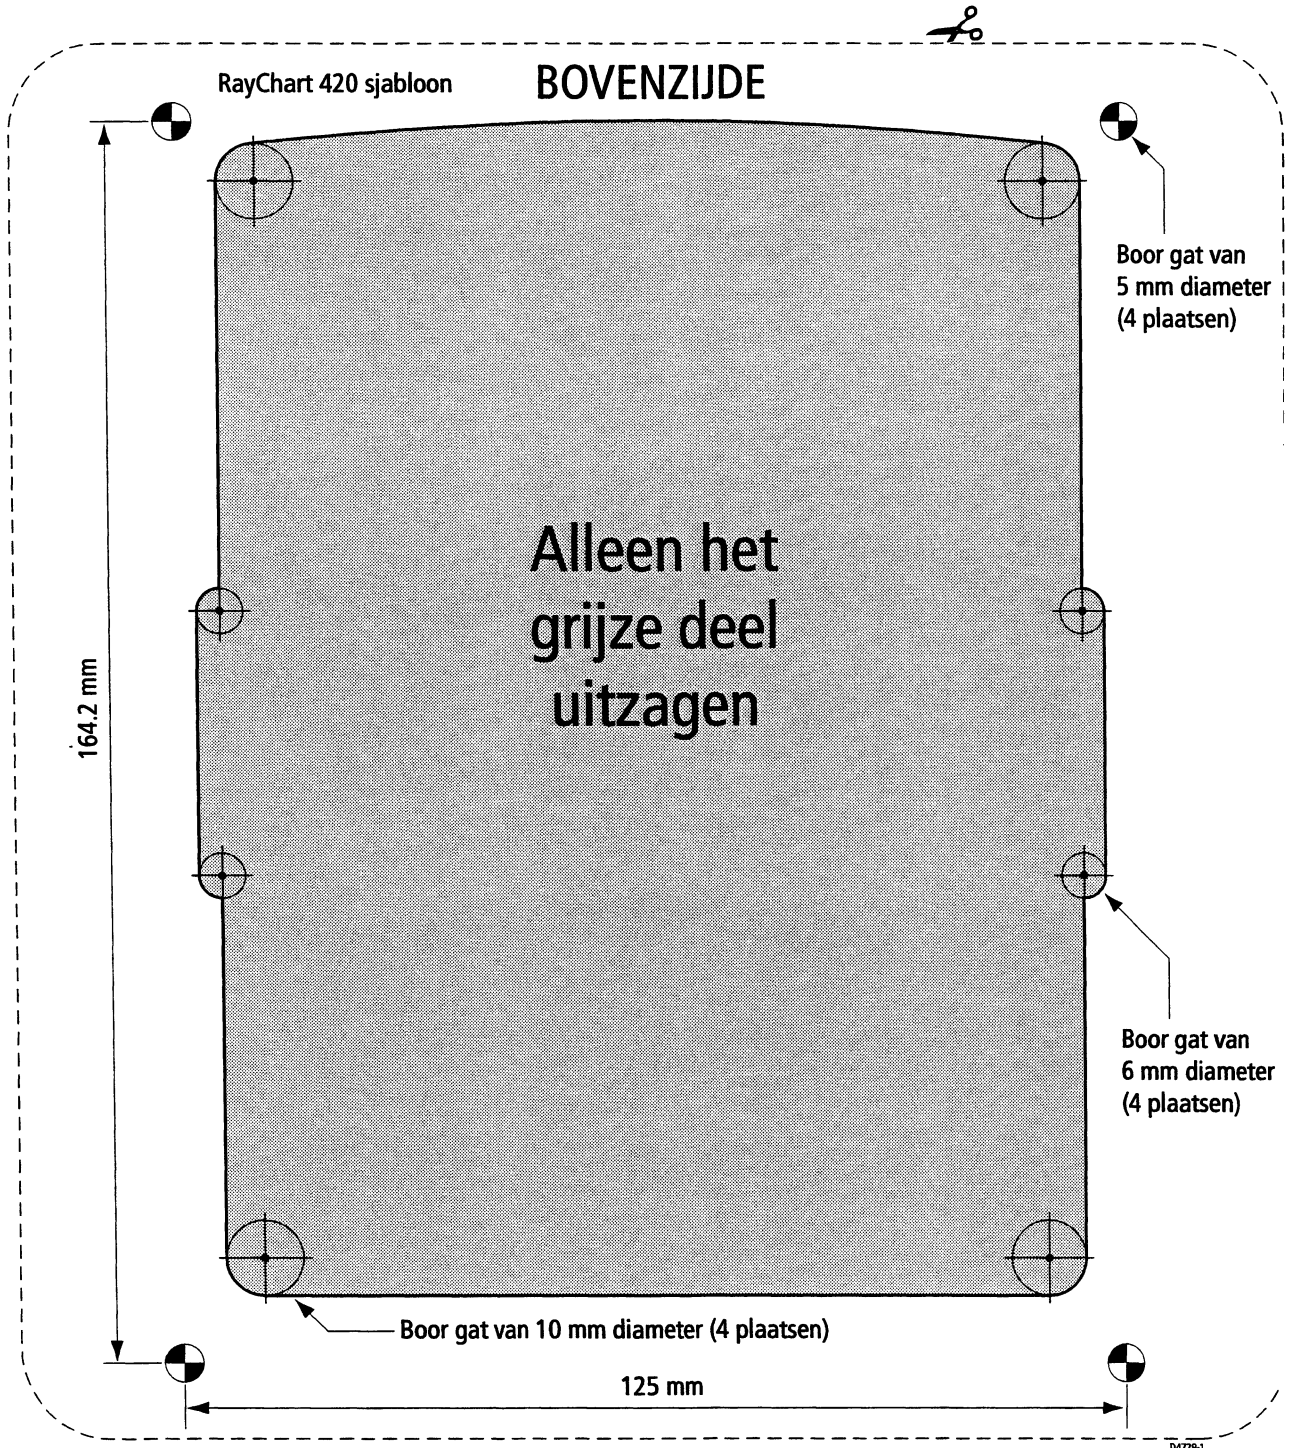 RayChart 420 sjabloon
BOVENZIJDE
Boor gat van
5 mm diameter
(4 plaatsen)
Alleen het
grijze deel
uitzagen
164.2 mm
Boor gat van
6 mm diameter
(4 plaatsen)
Boor gat van 10 mm diameter (4 plaatsen)
125 mm